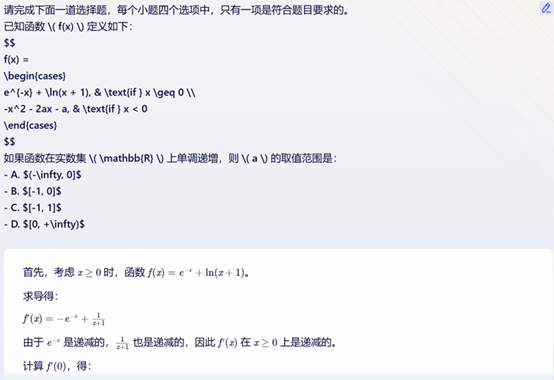 请完成下面一道选择题，每个小题四个选项中，只有一项是符合题目要求的。
已知函数 \( f(x) \) 定义如下：
$$
f(x) =
\begin{cases}
e^{-x} + \ln(x + 1), & \text{if } x \geq 0 \\
-x^2 - 2ax - a, & \text{if } x < 0
\end{cases}
$$
如果函数在实数集 \( \mathbb{R} \) 上单调递增，则 \( a \) 的取值范围是：
- A. $(-\infty, 0]$
- B. $[-1, 0]$
- C. $[-1, 1]$
- D. $[0, +\infty)$
首先，考虑 x ≥ 0 时，函数 f(x) = e⁻ˣ + ln(x + 1)。
求导得：
f′(x) = −e⁻ˣ + 1/(x+1)
由于 e⁻ˣ 是递减的，1/(x+1) 也是递减的，因此 f′(x) 在 x ≥ 0 上是递减的。
计算 f′(0)，得：